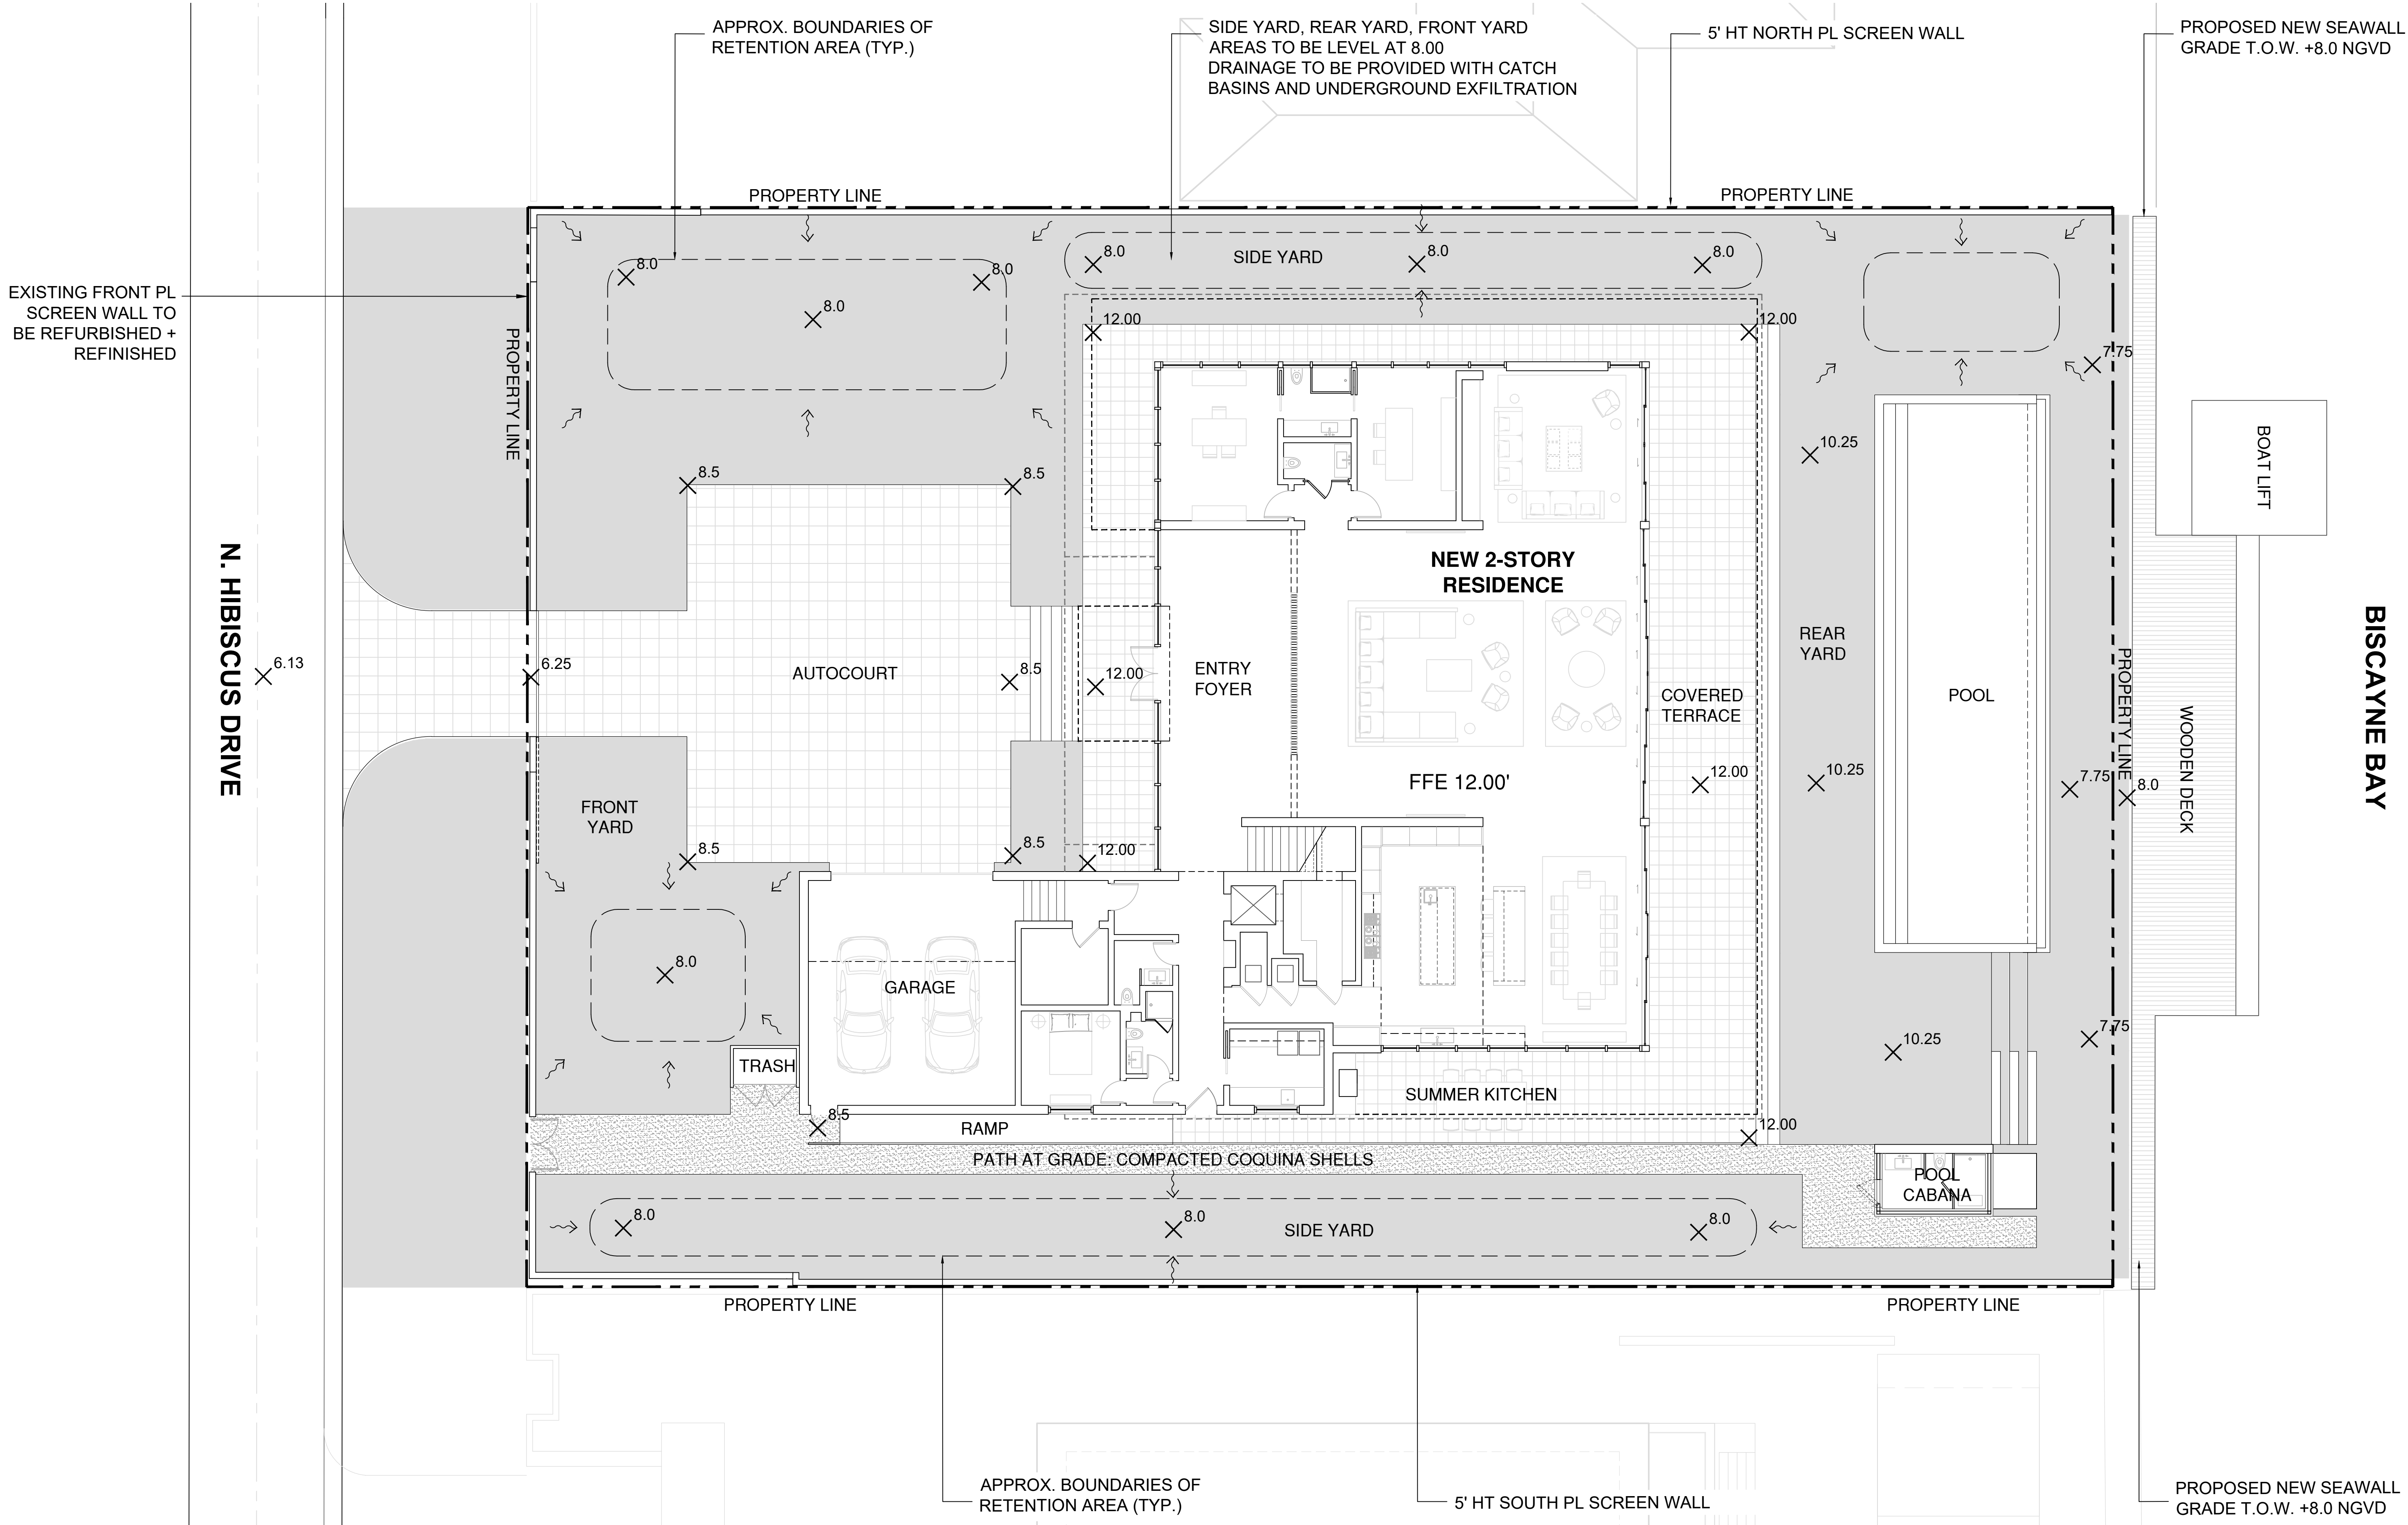 APPROX. BOUNDARIES OF
RETENTION AREA (TYP.)
SIDE YARD, REAR YARD, FRONT YARD
AREAS TO BE LEVEL AT 8.00
DRAINAGE TO BE PROVIDED WITH CATCH
BASINS AND UNDERGROUND EXFILTRATION
5' HT NORTH PL SCREEN WALL
PROPOSED NEW SEAWALL
GRADE T.O.W. +8.0 NGVD
PROPERTY LINE
PROPERTY LINE
EXISTING FRONT PL
SCREEN WALL TO
BE REFURBISHED +
REFINISHED
PROPERTY LINE
8.0
8.0
8.0
8.0
SIDE YARD
8.0
8.0
12.00
12.00
7.75
10.25
BOAT LIFT
8.5
8.5
NEW 2-STORY
RESIDENCE
N. HIBISCUS DRIVE
6.13
6.25
AUTOCOURT
8.5
12.00
ENTRY
FOYER
COVERED
TERRACE
REAR
YARD
POOL
PROPERTY LINE
WOODEN DECK
BISCAYNE BAY
FFE 12.00'
12.00
10.25
7.75
8.0
FRONT
YARD
8.5
8.5
12.00
8.0
GARAGE
10.25
7.75
TRASH
SUMMER KITCHEN
8.5
RAMP
12.00
PATH AT GRADE: COMPACTED COQUINA SHELLS
POOL
CABANA
8.0
8.0
SIDE YARD
8.0
PROPERTY LINE
PROPERTY LINE
APPROX. BOUNDARIES OF
RETENTION AREA (TYP.)
5' HT SOUTH PL SCREEN WALL
PROPOSED NEW SEAWALL
GRADE T.O.W. +8.0 NGVD